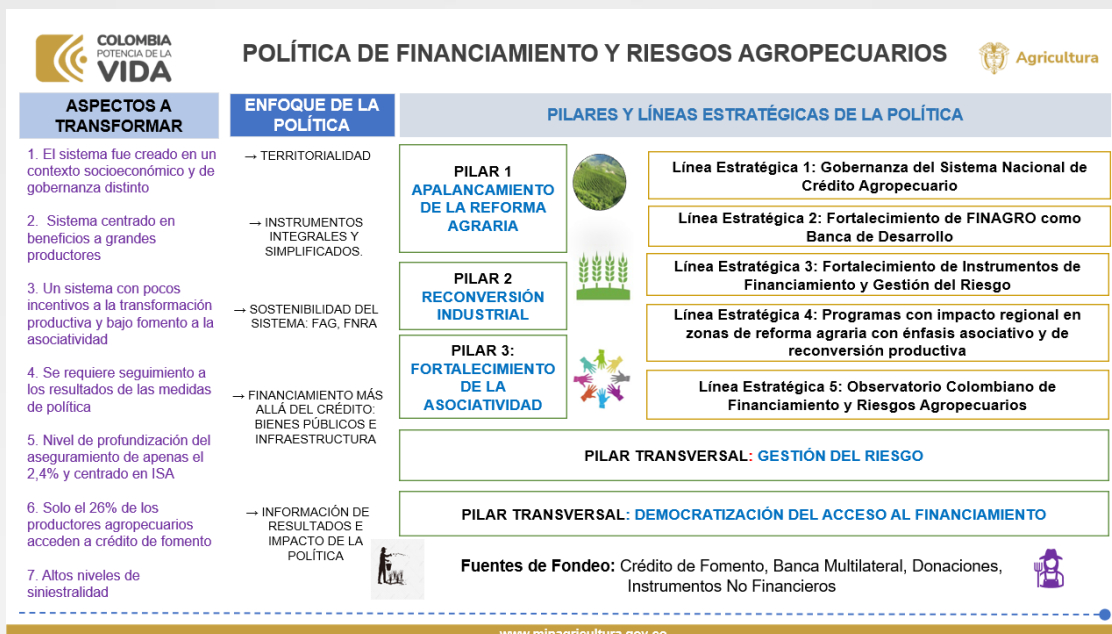 COLOMBIA
POTENCIA DE LA
VIDA
POLÍTICA DE FINANCIAMIENTO Y RIESGOS AGROPECUARIOS
Agricultura
ASPECTOS A
TRANSFORMAR
1. El sistema fue creado en un
contexto socioeconómico y de
gobernanza distinto
2. Sistema centrado en
beneficios a grandes
productores
3. Un sistema con pocos
incentivos a la transformación
productiva y bajo fomento a la
asociatividad
4. Se requiere seguimiento a
los resultados de las medidas
de política
5. Nivel de profundización del
aseguramiento de apenas el
2,4% y centrado en ISA
6. Solo el 26% de los
productores agropecuarios
acceden a crédito de fomento
7. Altos niveles de
siniestralidad
ENFOQUE DE LA
POLÍTICA
→ TERRITORIALIDAD
→ INSTRUMENTOS
INTEGRALES Y
SIMPLIFICADOS.
→ SOSTENIBILIDAD DEL
SISTEMA: FAG, FNRA
→ FINANCIAMIENTO MÁS
ALLÁ DEL CRÉDITO:
BIENES PÚBLICOS E
INFRAESTRUCTURA
→ INFORMACIÓN DE
RESULTADOS E
IMPACTO DE LA
POLÍTICA
PILARES Y LÍNEAS ESTRATÉGICAS DE LA POLÍTICA
PILAR 1
APALANCAMIENTO
DE LA REFORMA
AGRARIA
PILAR 2
RECONVERSIÓN
INDUSTRIAL
PILAR 3:
FORTALECIMIENTO
DE LA
ASOCIATIVIDAD
Línea Estratégica 1: Gobernanza del Sistema Nacional de
Crédito Agropecuario
Línea Estratégica 2: Fortalecimiento de FINAGRO como
Banca de Desarrollo
Línea Estratégica 3: Fortalecimiento de Instrumentos de
Financiamiento y Gestión del Riesgo
Línea Estratégica 4: Programas con impacto regional en
zonas de reforma agraria con énfasis asociativo y de
reconversión productiva
Línea Estratégica 5: Observatorio Colombiano de
Financiamiento y Riesgos Agropecuarios
PILAR TRANSVERSAL: GESTIÓN DEL RIESGO
PILAR TRANSVERSAL: DEMOCRATIZACIÓN DEL ACCESO AL FINANCIAMIENTO
Fuentes de Fondeo: Crédito de Fomento, Banca Multilateral, Donaciones,
Instrumentos No Financieros
www.minagricultura.gov.co